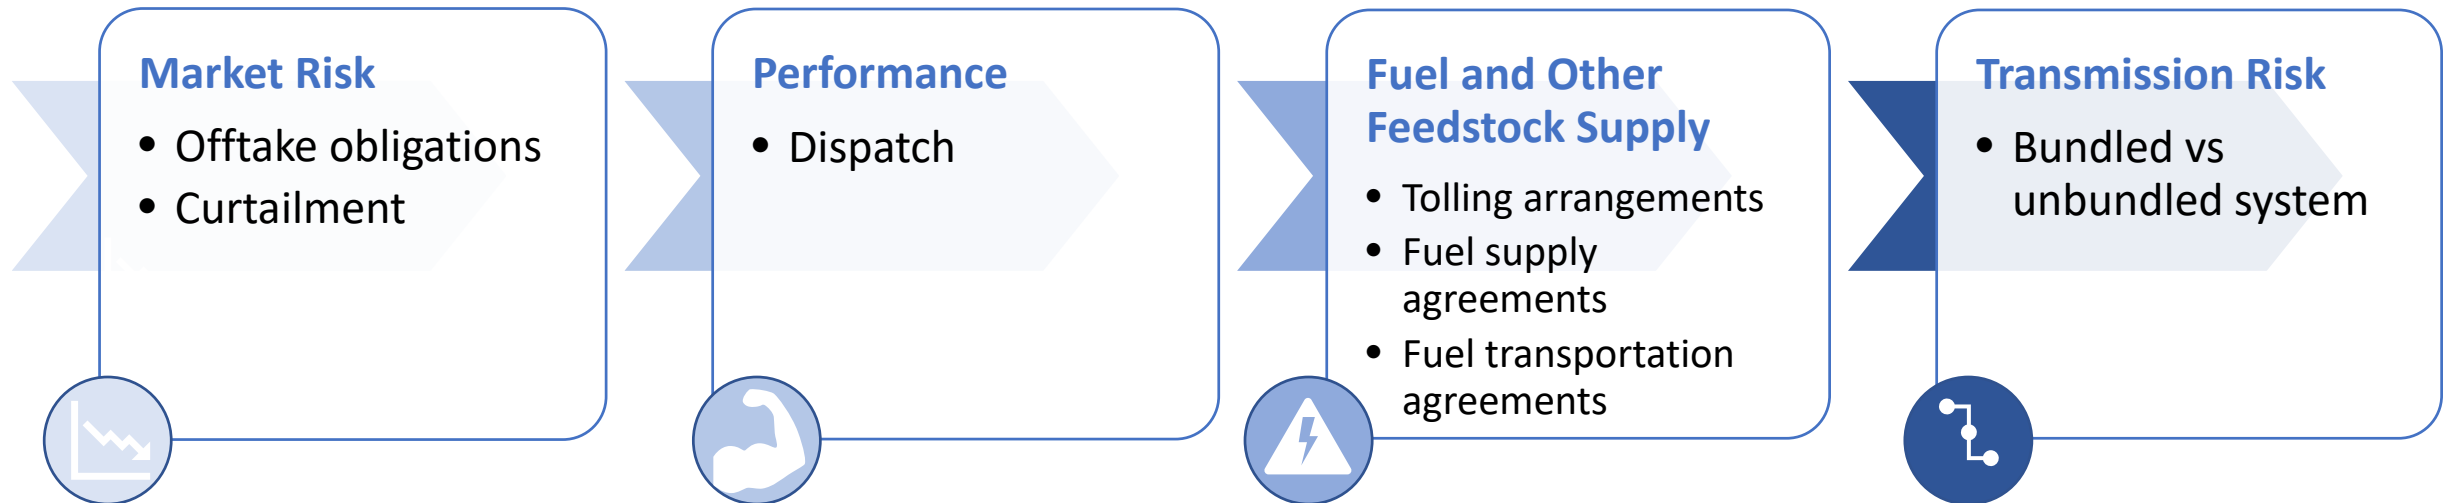 Market Risk
• Offtake obligations
• Curtailment
Performance
• Dispatch
Fuel and Other
Feedstock Supply
• Tolling arrangements
• Fuel supply
agreements
• Fuel transportation
agreements
Transmission Risk
• Bundled vs
unbundled system